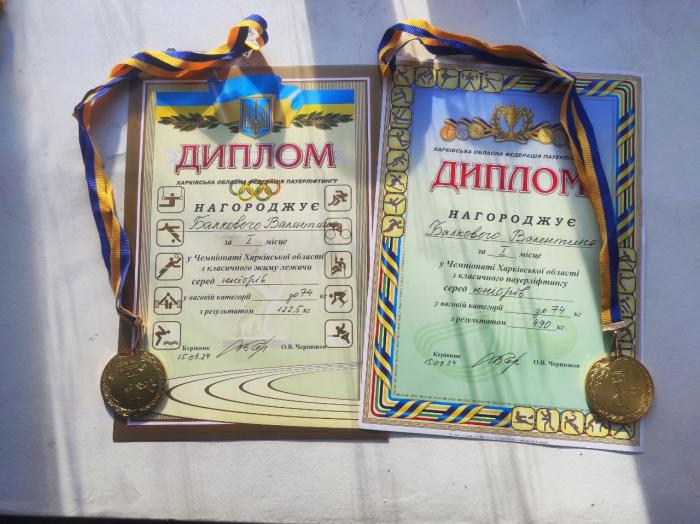 ДИПЛОМ
ХАРКІВСЬКА ОБЛАСНА ФЕДЕРАЦІЯ ПАУЕРЛІФТИНГУ
НАГОРОДЖУЄ
Балкового Валентина
за I місце
у Чемпіонаті Харківської області
з класичного жиму лежачи
серед юніорів
у ваговій категорії до 74 кг
з результатом 122,5 кг
Керівник О.В. Черняшов
15.09.24
ХАРКІВСЬКА ОБЛАСНА ФЕДЕРАЦІЯ
ДИПЛОМ
НАГОРОДЖУЄ
Балкового Валентина
за I місце
у Чемпіонаті Харківської області
з класичного пауерліфтингу
серед юніорів
у ваговій категорії до 74 кг
з результатом 490 кг
Керівник О.В. Черняшов
15.09.24